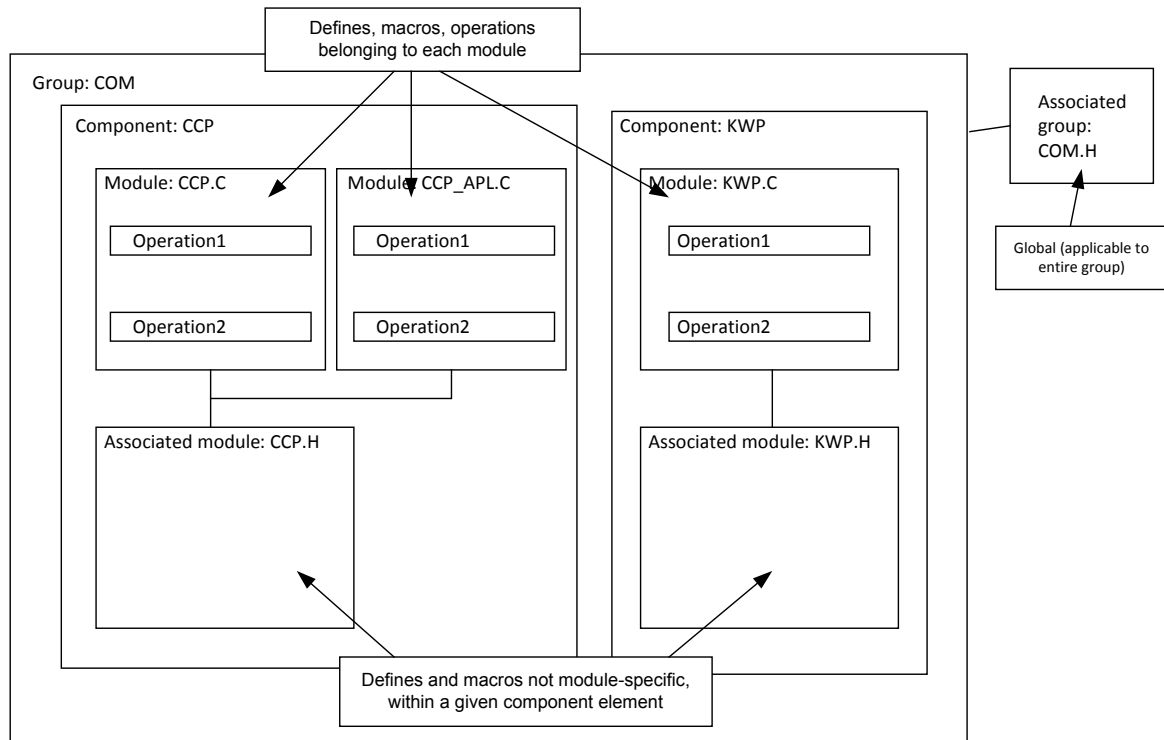 Defines, macros, operations
belonging to each module
Group: COM
Component: CCP
Component: KWP
Associated
group:
COM.H
Module: CCP.C
Module: CCP_APL.C
Module: KWP.C
Operation1
Operation1
Operation1
Global (applicable to
entire group)
Operation2
Operation2
Operation2
Associated module: CCP.H
Associated module: KWP.H
Defines and macros not module-specific,
within a given component element